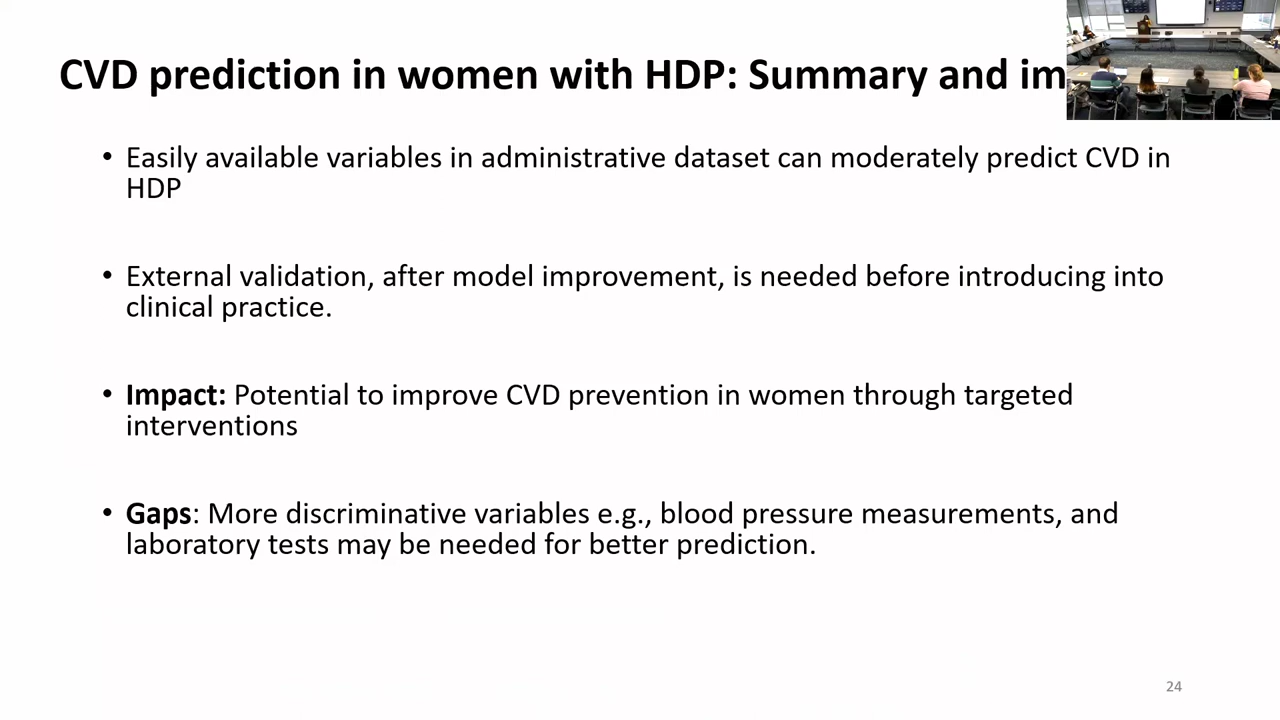 CVD prediction in women with HDP: Summary and im
• Easily available variables in administrative dataset can moderately predict CVD in
HDP
• External validation, after model improvement, is needed before introducing into
clinical practice.
• Impact: Potential to improve CVD prevention in women through targeted
interventions
• Gaps: More discriminative variables e.g., blood pressure measurements, and
laboratory tests may be needed for better prediction.
24